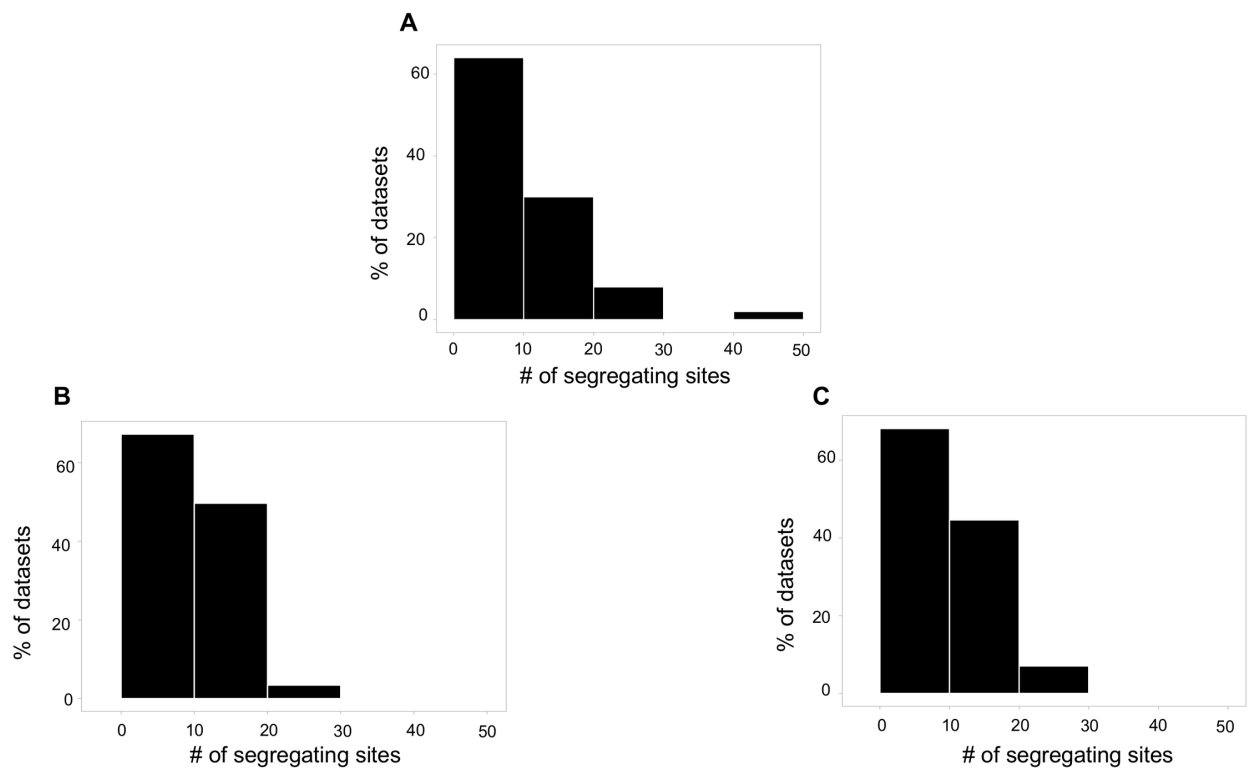 A
% of datasets
60
40
20
0
0 10 20 30 40 50
# of segregating sites
B
% of datasets
60
40
20
0
0 10 20 30 40 50
# of segregating sites
C
% of datasets
60
40
20
0
0 10 20 30 40 50
# of segregating sites